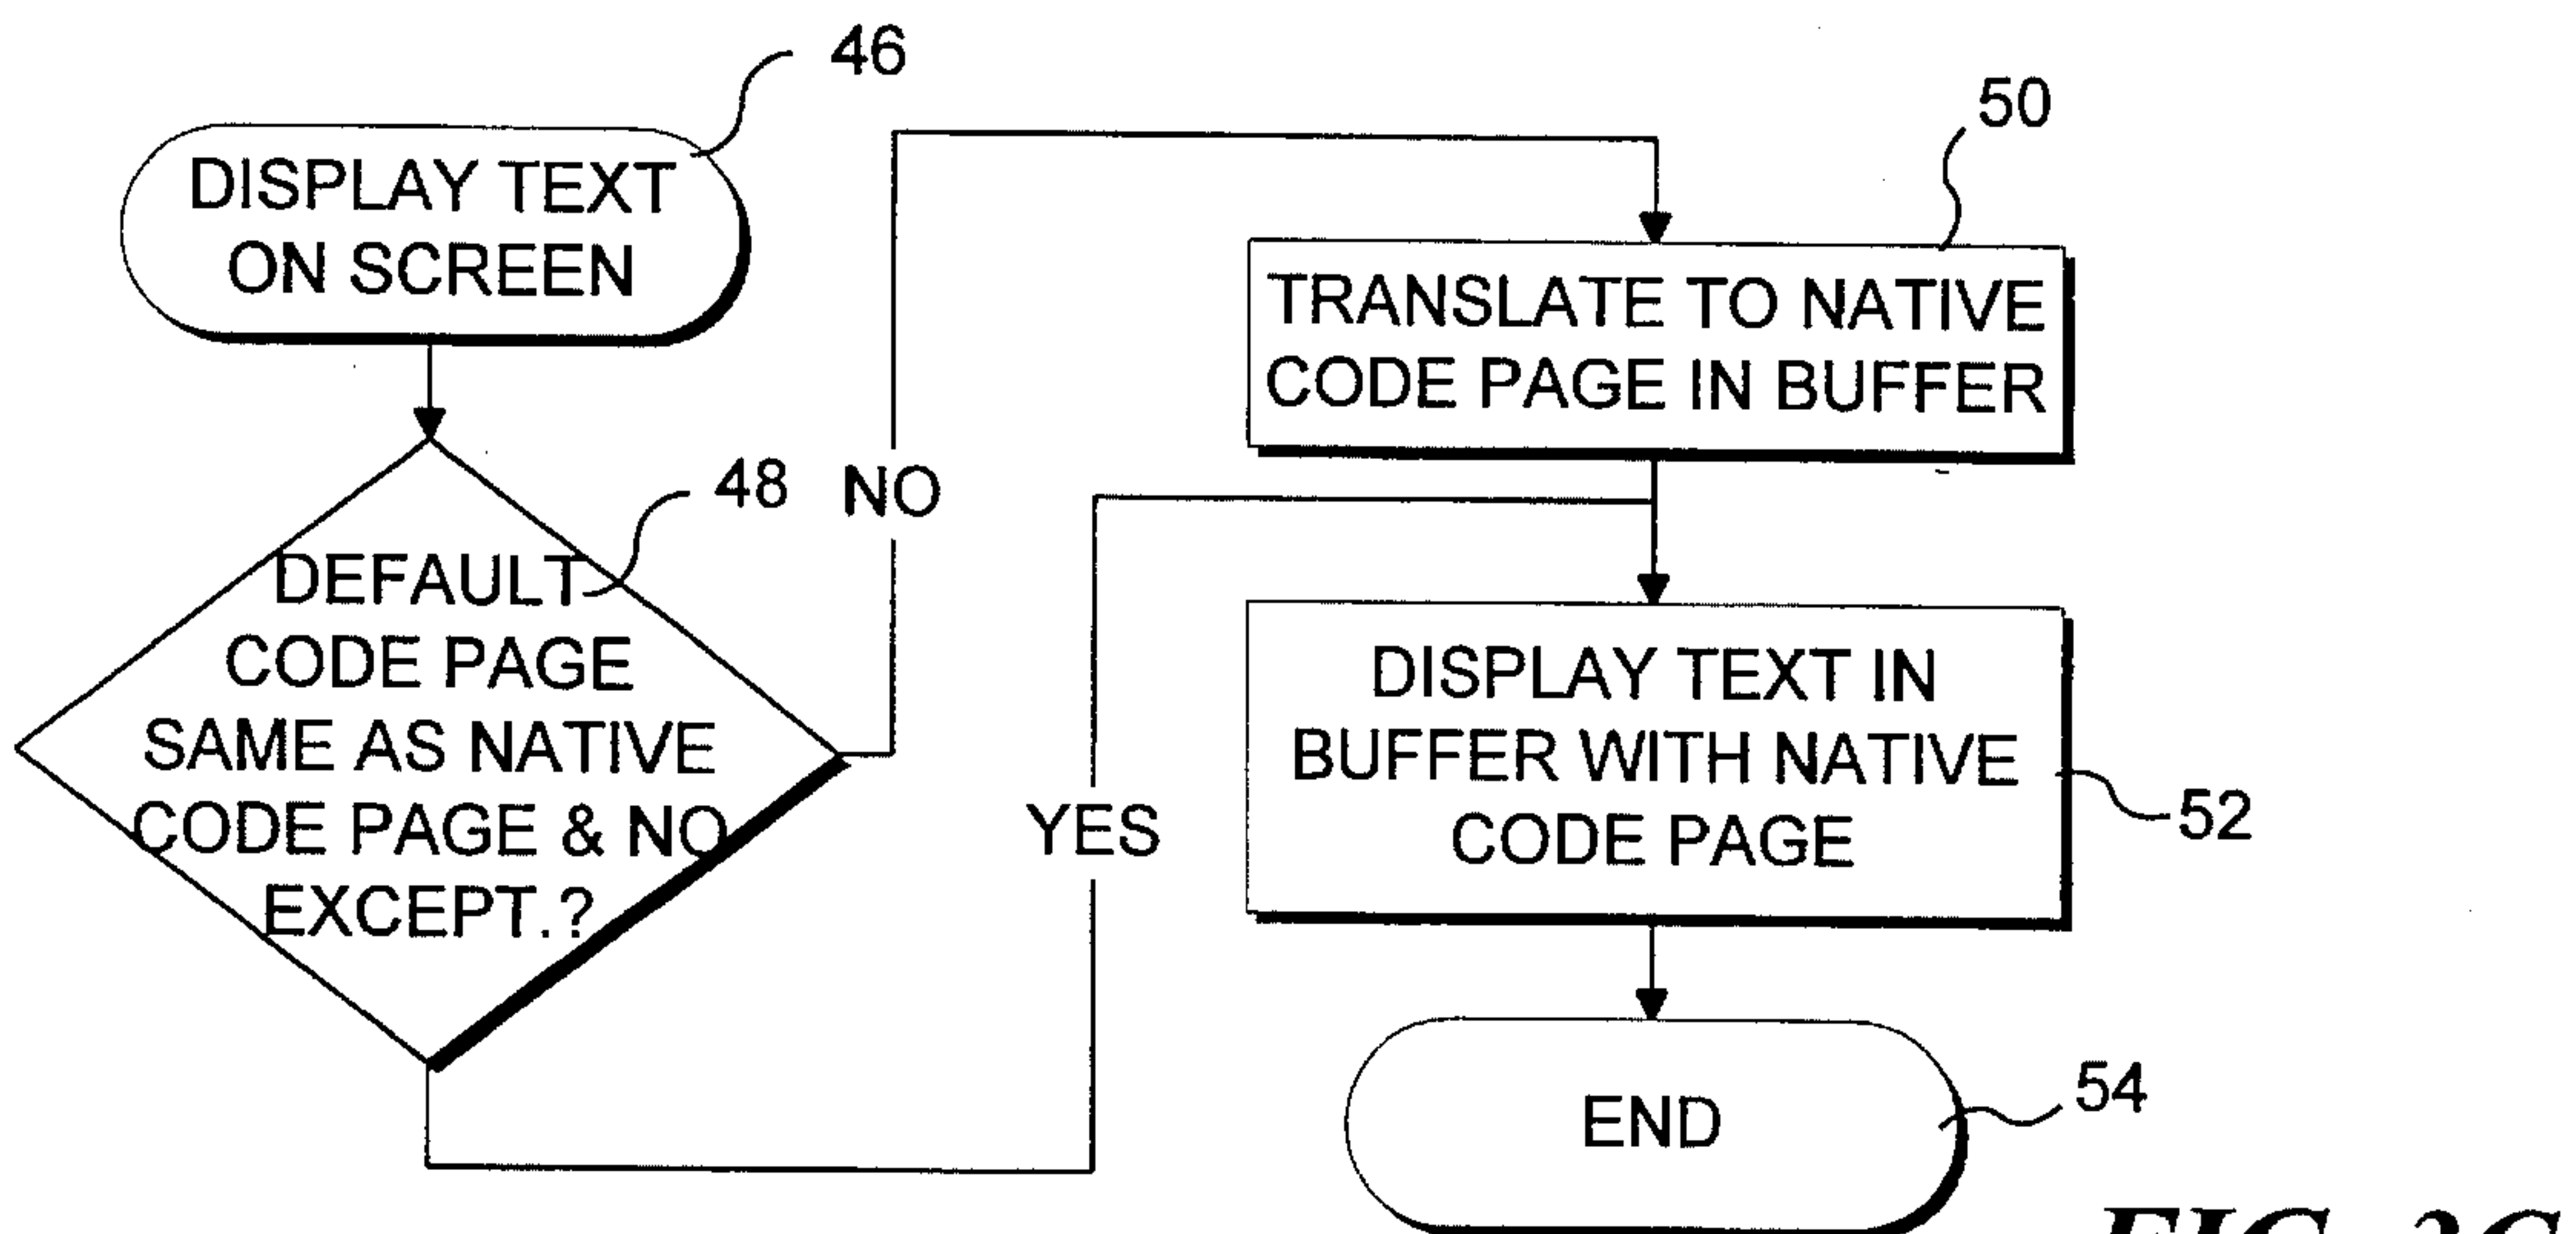 46
DISPLAY TEXT
ON SCREEN
48
DEFAULT
CODE PAGE
SAME AS NATIVE
CODE PAGE & NO
EXCEPT.?
NO
YES
50
TRANSLATE TO NATIVE
CODE PAGE IN BUFFER
DISPLAY TEXT IN
BUFFER WITH NATIVE
CODE PAGE
52
END
54